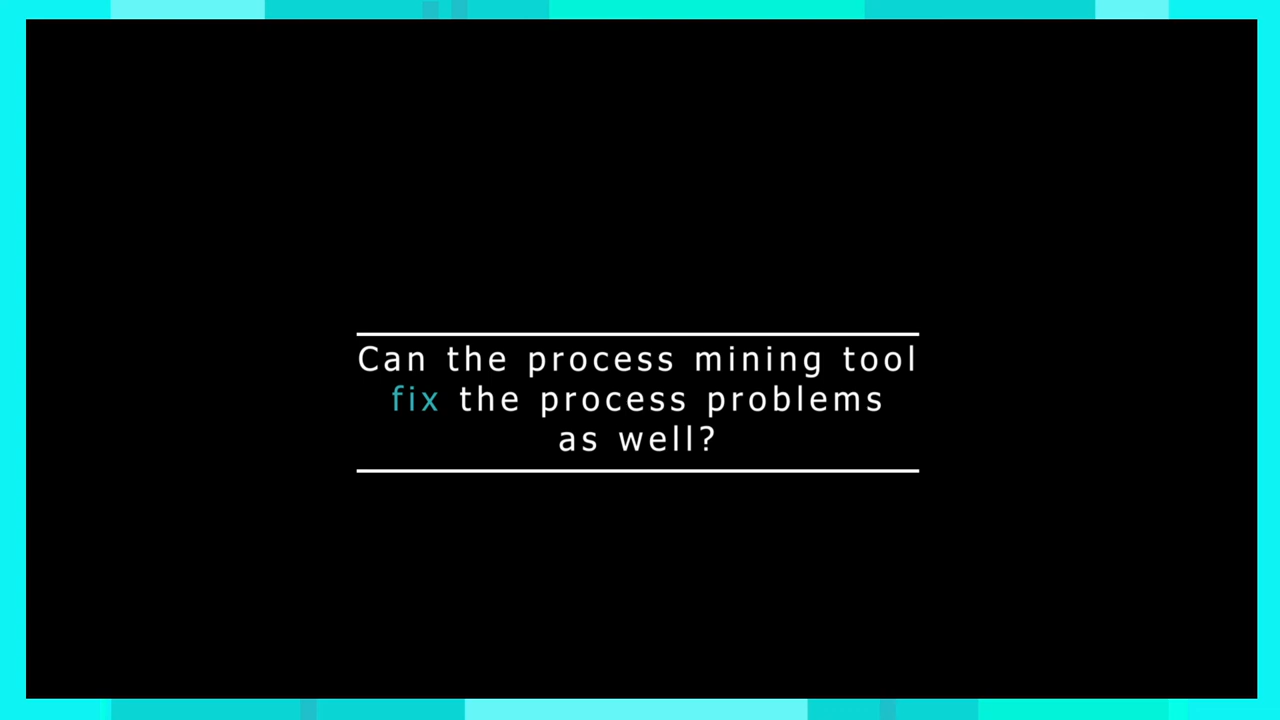 Can the process mining tool
fix the process problems
as well?